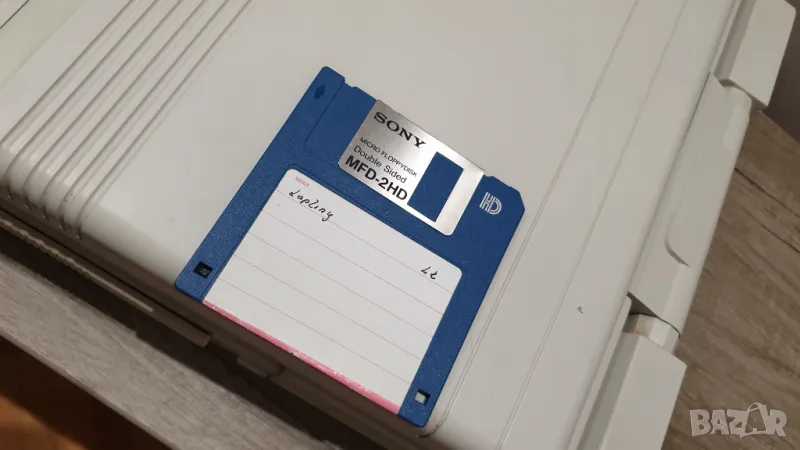 SONY
MICRO FLOPPYDISK
Double Sided
MFD-2HD
HD
INDEX
BAZAR